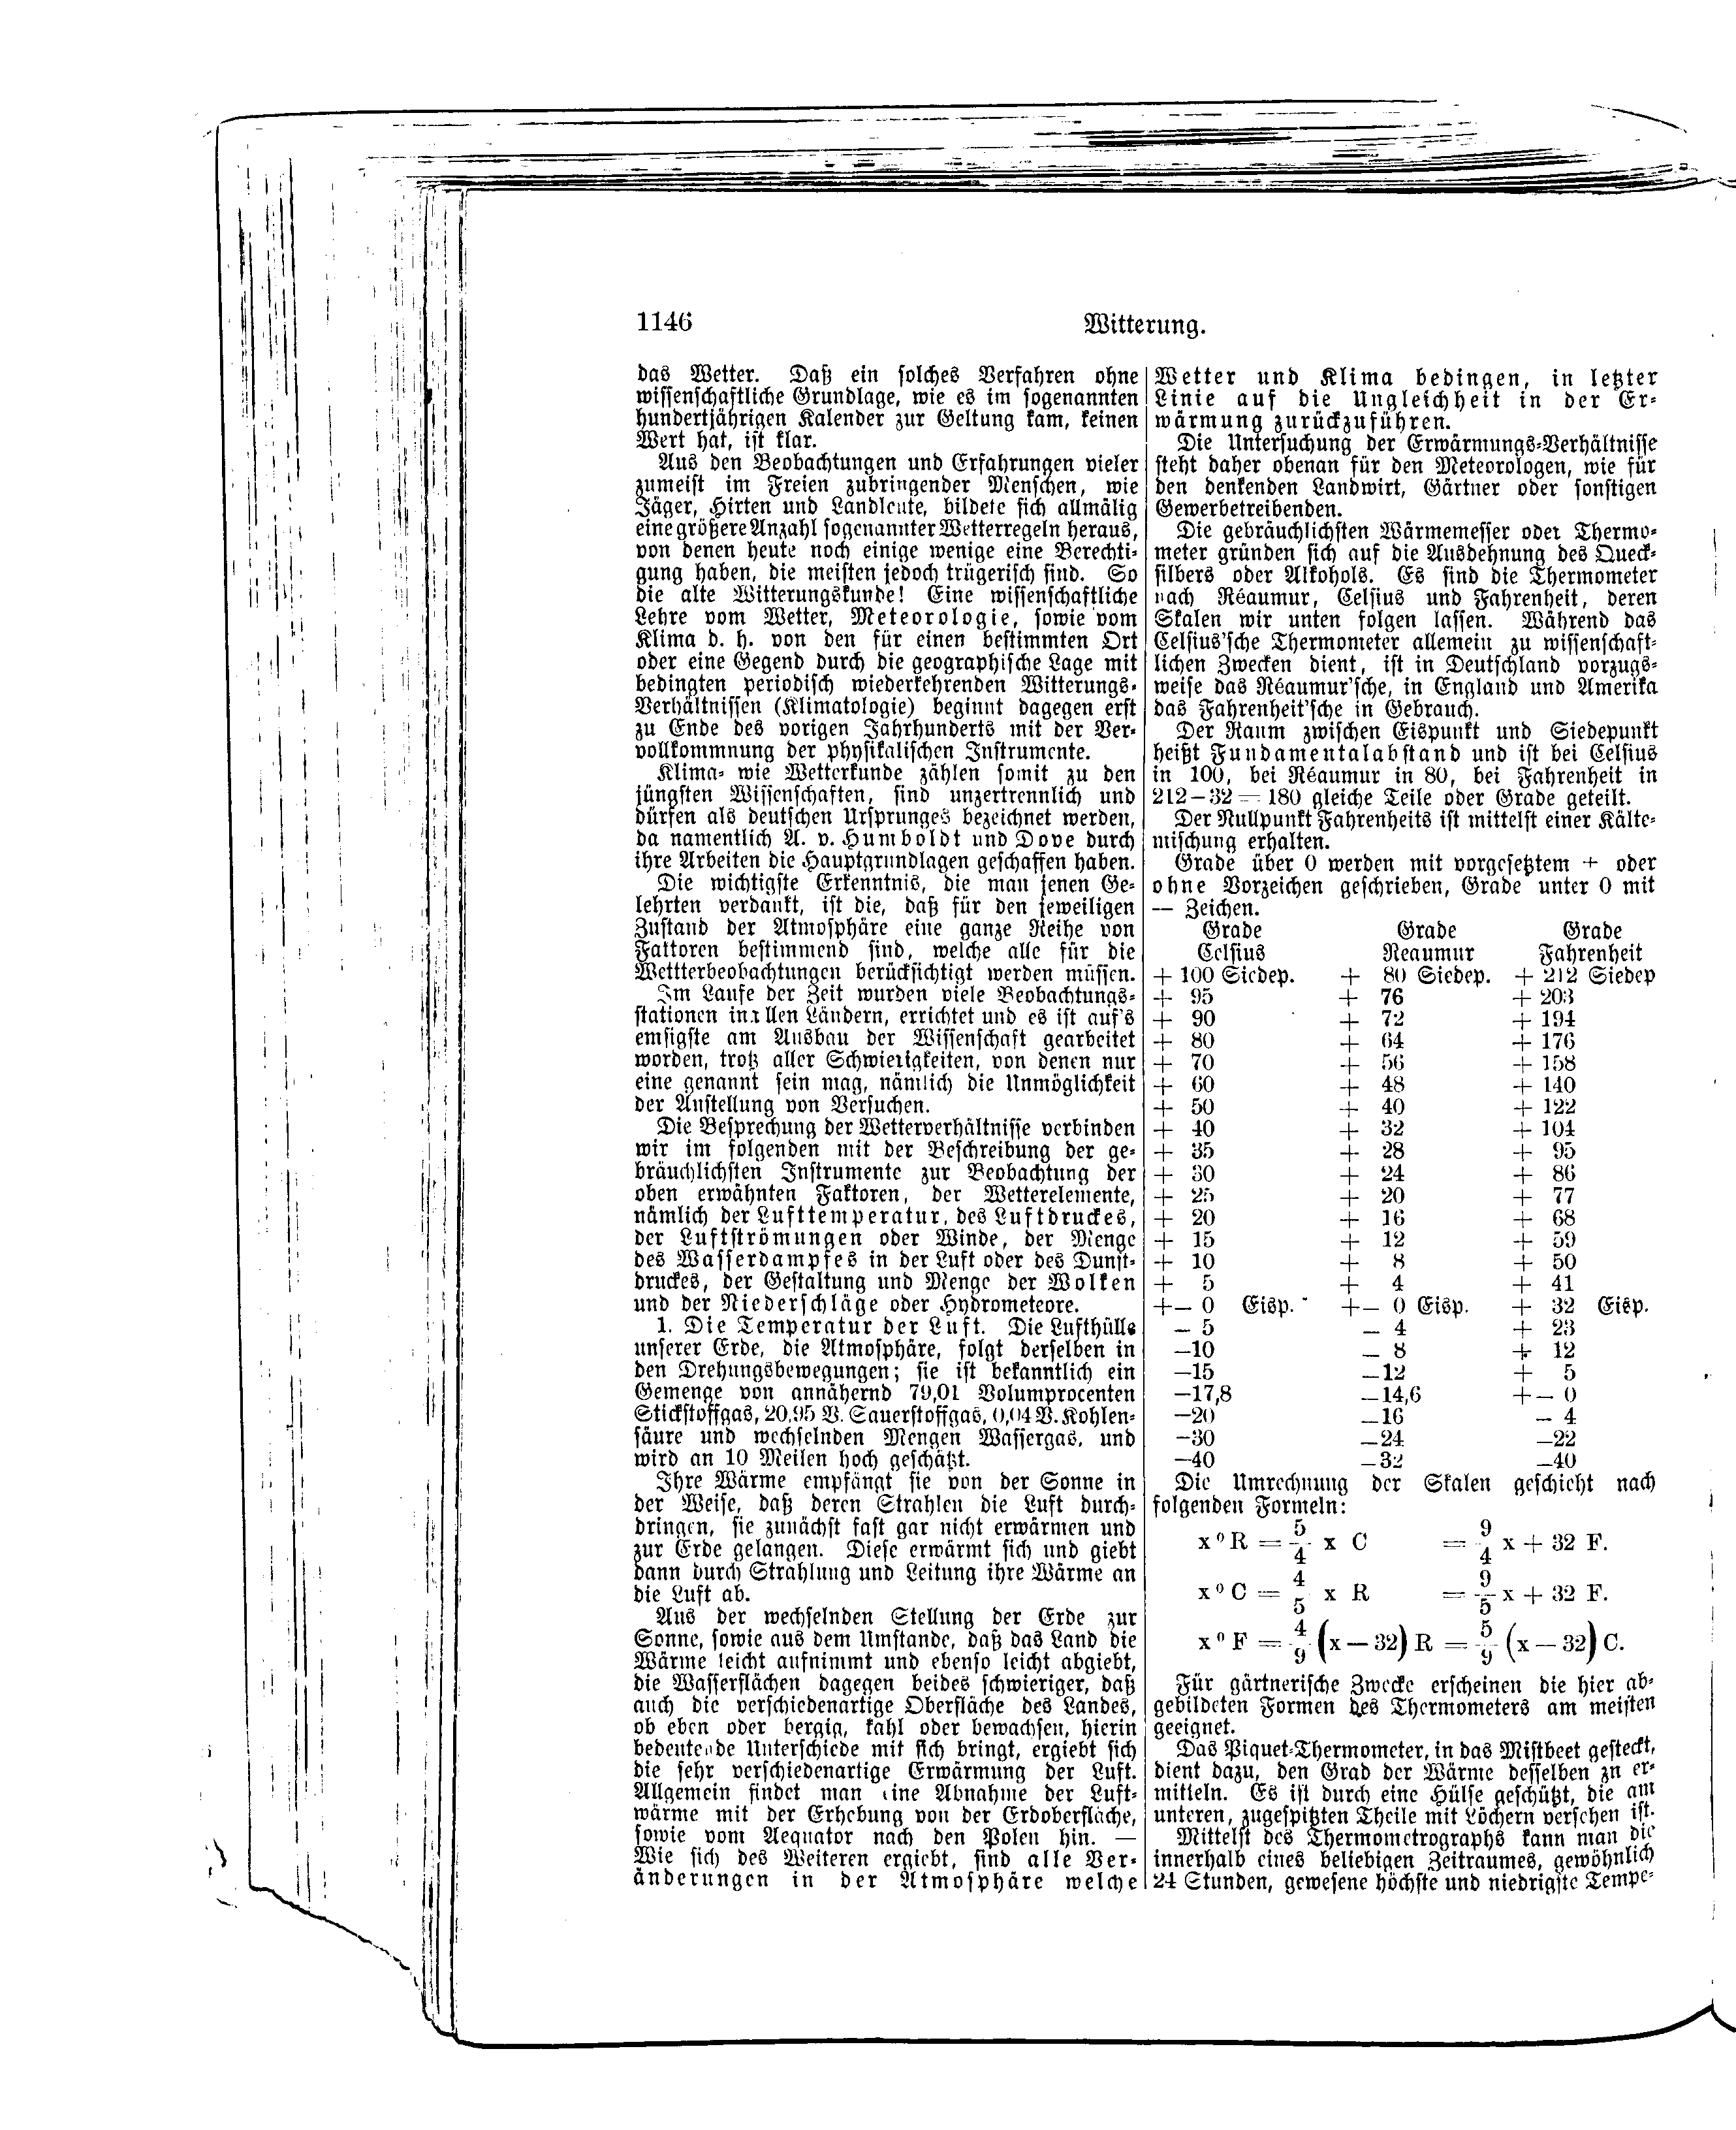 1146
Witterung.
das Wetter. Daß ein solches Verfahren ohne
wissenschaftliche Grundlage, wie es im sogenannten
hundertjährigen Kalender zur Geltung kam, keinen
Wert hat, ist klar.
Aus den Beobachtungen und Erfahrungen vieler
zumeist im Freien zubringender Menschen, wie
Jäger, Hirten und Landleute, bildete sich allmälig
eine größere Anzahl sogenannter Wetterregeln heraus,
von denen heute noch einige wenige eine Berechti-
gung haben, die meisten jedoch trügerisch sind. So
die alte Witterungskunde! Eine wissenschaftliche
Lehre vom Wetter, Meteorologie, sowie vom
Klima d. h. von den für einen bestimmten Ort
oder eine Gegend durch die geographische Lage mit
bedingten periodisch wiederkehrenden Witterungs-
Verhältnissen (Klimatologie) beginnt dagegen erst
zu Ende des vorigen Jahrhunderts mit der Ver-
vollkommnung der physikalischen Instrumente.
Klima- wie Wetterkunde zählen somit zu den
jüngsten Wissenschaften, sind unzertrennlich und
dürfen als deutschen Ursprunges bezeichnet werden,
da namentlich A. v. Humboldt und Dove durch
ihre Arbeiten die Hauptgrundlagen geschaffen haben.
Die wichtigste Erkenntnis, die man jenen Ge-
lehrten verdankt, ist die, daß für den jeweiligen
Zustand der Atmosphäre eine ganze Reihe von
Faktoren bestimmend sind, welche alle für die
Wettterbeobachtungen berücksichtigt werden müssen.
Im Laufe der Zeit wurden viele Beobachtungs-
stationen in allen Ländern, errichtet und es ist auf's
emsigste am Ausbau der Wissenschaft gearbeitet
worden, trotz aller Schwierigkeiten, von denen nur
eine genannt sein mag, nämlich die Unmöglichkeit
der Anstellung von Versuchen.
Die Besprechung der Wetterverhältnisse verbinden
wir im folgenden mit der Beschreibung der ge-
bräuchlichsten Instrumente zur Beobachtung der
oben erwähnten Faktoren, der Wetterelemente,
nämlich der Lufttemperatur, des Luftdruckes,
der Luftströmungen oder Winde, der Menge
des Wasserdampfes in der Luft oder des Dunst-
druckes, der Gestaltung und Menge der Wolken
und der Niederschläge oder Hydrometeore.
1. Die Temperatur der Luft. Die Lufthülle
unserer Erde, die Atmosphäre, folgt derselben in
den Drehungsbewegungen; sie ist bekanntlich ein
Gemenge von annähernd 79,01 Volumprocenten
Stickstoffgas, 20,95 V. Sauerstoffgas, 0,04 V. Kohlen-
säure und wechselnden Mengen Wassergas, und
wird an 10 Meilen hoch geschätzt.
Ihre Wärme empfängt sie von der Sonne in
der Weise, daß deren Strahlen die Luft durch-
dringen, sie zunächst fast gar nicht erwärmen und
zur Erde gelangen. Diese erwärmt sich und giebt
dann durch Strahlung und Leitung ihre Wärme an
die Luft ab.
Aus der wechselnden Stellung der Erde zur
Sonne, sowie aus dem Umstande, daß das Land die
Wärme leicht aufnimmt und ebenso leicht abgiebt,
die Wasserflächen dagegen beides schwieriger, daß
auch die verschiedenartige Oberfläche des Landes,
ob eben oder bergig, kahl oder bewachsen, hierin
bedeutende Unterschiede mit sich bringt, ergiebt sich
die sehr verschiedenartige Erwärmung der Luft.
Allgemein findet man eine Abnahme der Luft-
wärme mit der Erhebung von der Erdoberfläche,
sowie vom Aequator nach den Polen hin. —
Wie sich des Weiteren ergiebt, sind alle Ver-
änderungen in der Atmosphäre welche
Wetter und Klima bedingen, in letzter
Linie auf die Ungleichheit in der Er-
wärmung zurückzuführen.
Die Untersuchung der Erwärmungs-Verhältnisse
steht daher obenan für den Meteorologen, wie für
den denkenden Landwirt, Gärtner oder sonstigen
Gewerbetreibenden.
Die gebräuchlichsten Wärmemesser oder Thermo-
meter gründen sich auf die Ausdehnung des Queck-
silbers oder Alkohols. Es sind die Thermometer
nach Réaumur, Celsius und Fahrenheit, deren
Skalen wir unten folgen lassen. Während das
Celsius'sche Thermometer allemein zu wissenschaft-
lichen Zwecken dient, ist in Deutschland vorzugs-
weise das Réaumur'sche, in England und Amerika
das Fahrenheit'sche in Gebrauch.
Der Raum zwischen Eispunkt und Siedepunkt
heißt Fundamentalabstand und ist bei Celsius
in 100, bei Réaumur in 80, bei Fahrenheit in
212 — 32 = 180 gleiche Teile oder Grade geteilt.
Der Nullpunkt Fahrenheits ist mittelst einer Kälte-
mischung erhalten.
Grade über 0 werden mit vorgesetztem + oder
ohne Vorzeichen geschrieben, Grade unter 0 mit
— Zeichen.
Grade Grade Grade
Celsius Reaumur Fahrenheit
+ 100 Siedep. + 80 Siedep. + 212 Siedep
+ 95 + 76 + 203
+ 90 + 72 + 194
+ 80 + 64 + 176
+ 70 + 56 + 158
+ 60 + 48 + 140
+ 50 + 40 + 122
+ 40 + 32 + 104
+ 35 + 28 + 95
+ 30 + 24 + 86
+ 25 + 20 + 77
+ 20 + 16 + 68
+ 15 + 12 + 59
+ 10 + 8 + 50
+ 5 + 4 + 41
+— 0 Eisp. +— 0 Eisp. + 32 Eisp.
— 5 — 4 + 23
—10 — 8 + 12
—15 —12 + 5
—17,8 —14,6 +— 0
—20 —16 — 4
—30 —24 —22
—40 —32 —40
Die Umrechnung der Skalen geschieht nach
folgenden Formeln:
x° R = 5/4 x C = 9/4 x + 32 F.
x° C = 4/5 x R = 9/5 x + 32 F.
x° F = 4/9 (x — 32) R = 5/9 (x — 32) C.
Für gärtnerische Zwecke erscheinen die hier ab-
gebildeten Formen des Thermometers am meisten
geeignet.
Das Piquet-Thermometer, in das Mistbeet gesteckt,
dient dazu, den Grad der Wärme desselben zu er-
mitteln. Es ist durch eine Hülse geschützt, die am
unteren, zugespitzten Theile mit Löchern versehen ist.
Mittelst des Thermometrographs kann man die
innerhalb eines beliebigen Zeitraumes, gewöhnlich
24 Stunden, gewesene höchste und niedrigste Tempe-